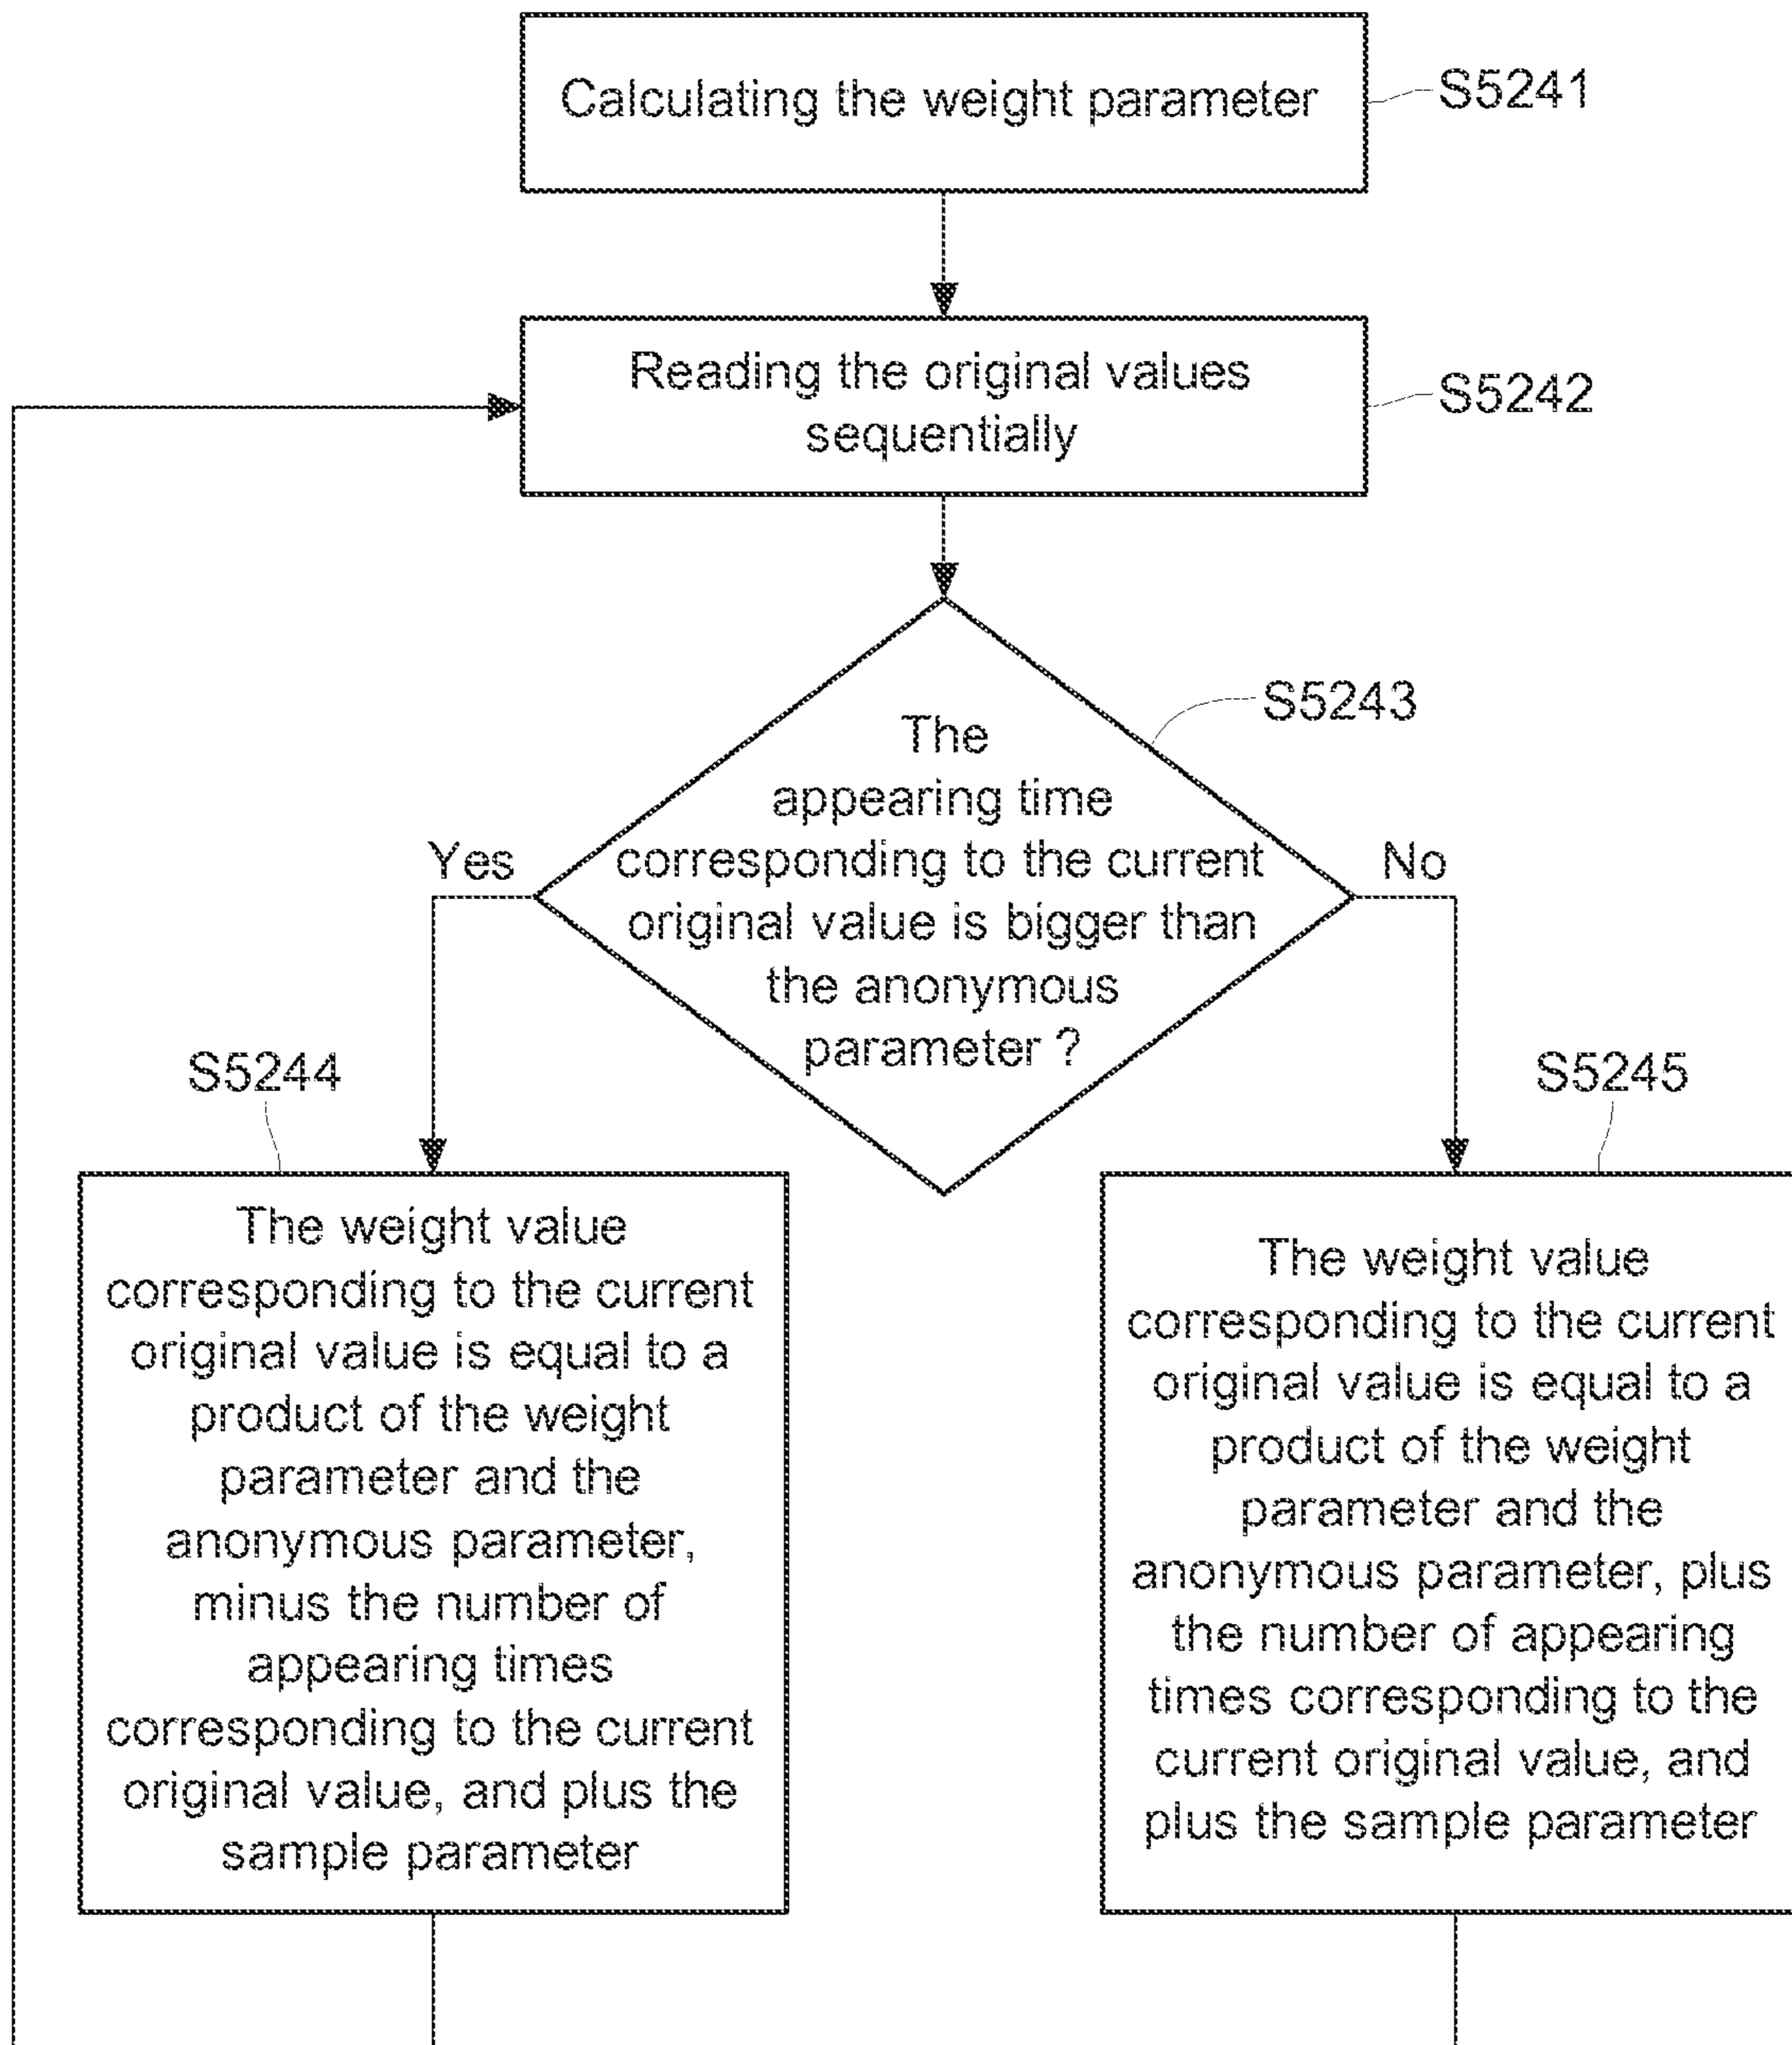 Calculating the weight parameter
S5241
Reading the original values
sequentially
S5242
S5243
The
appearing time
corresponding to the current
original value is bigger than
the anonymous
parameter ?
Yes
No
S5244
The weight value
corresponding to the current
original value is equal to a
product of the weight
parameter and the
anonymous parameter,
minus the number of
appearing times
corresponding to the current
original value, and plus the
sample parameter
S5245
The weight value
corresponding to the current
original value is equal to a
product of the weight
parameter and the
anonymous parameter, plus
the number of appearing
times corresponding to the
current original value, and
plus the sample parameter